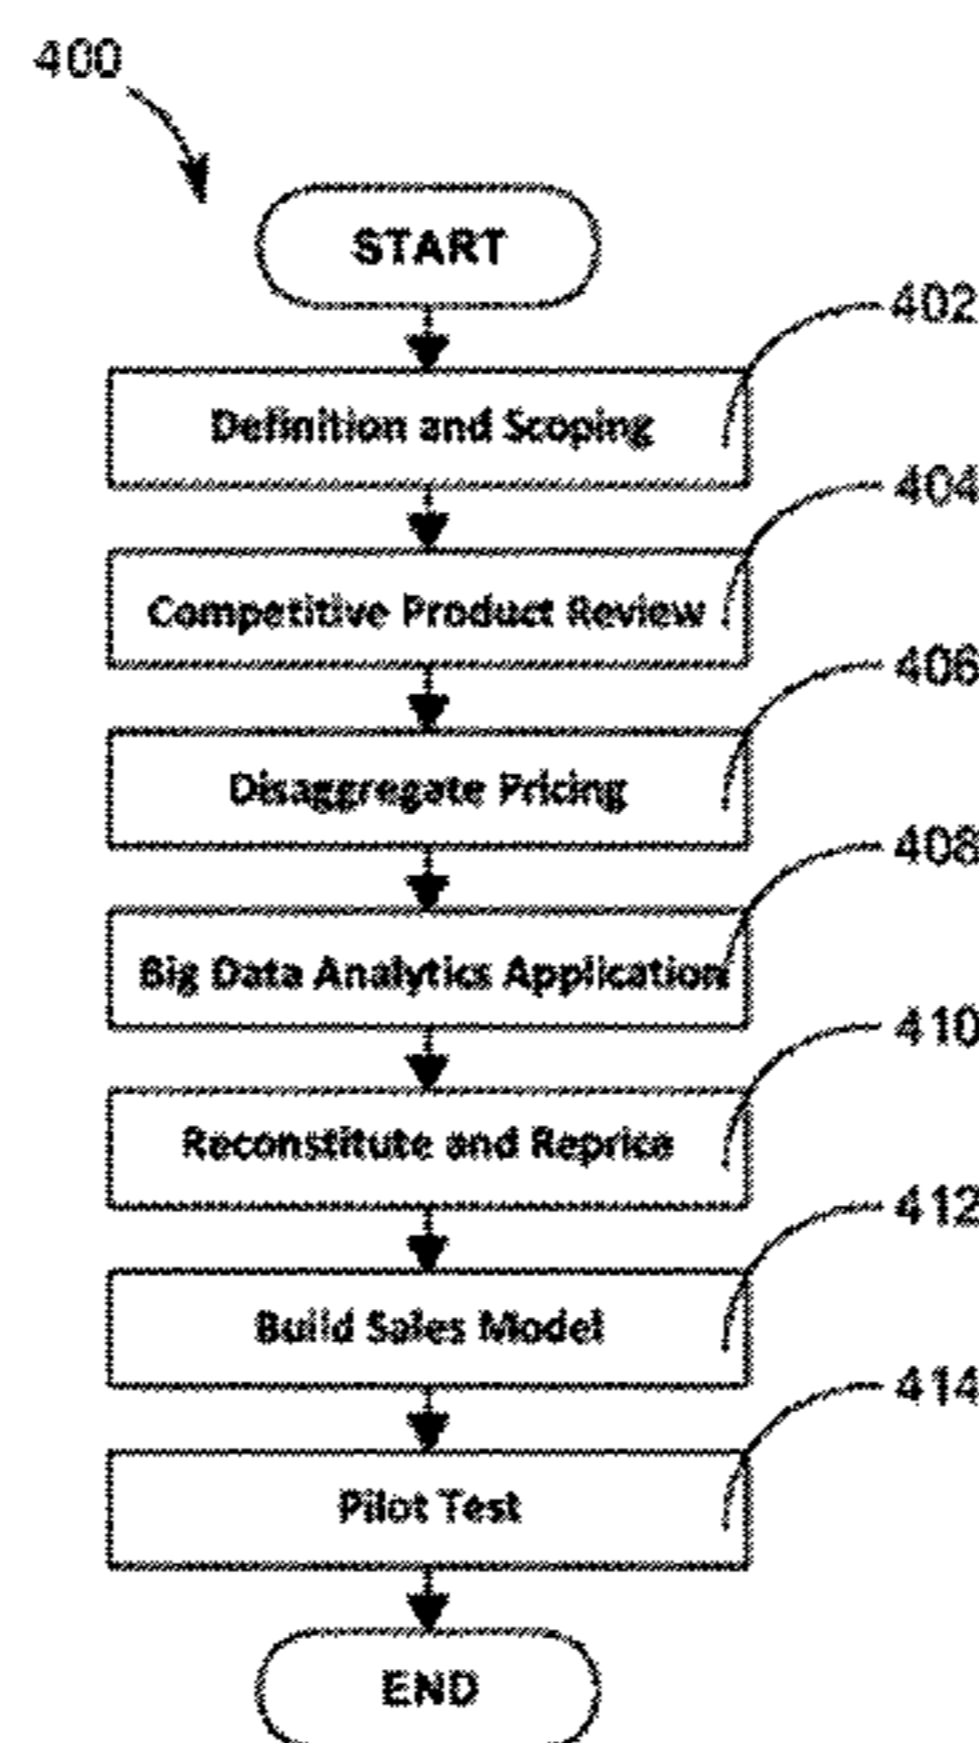 400
START
402
Definition and Scoping
404
Competitive Product Review
406
Disaggregate Pricing
408
Big Data Analytics Application
410
Reconstitute and Reprice
412
Build Sales Model
414
Pilot Test
END